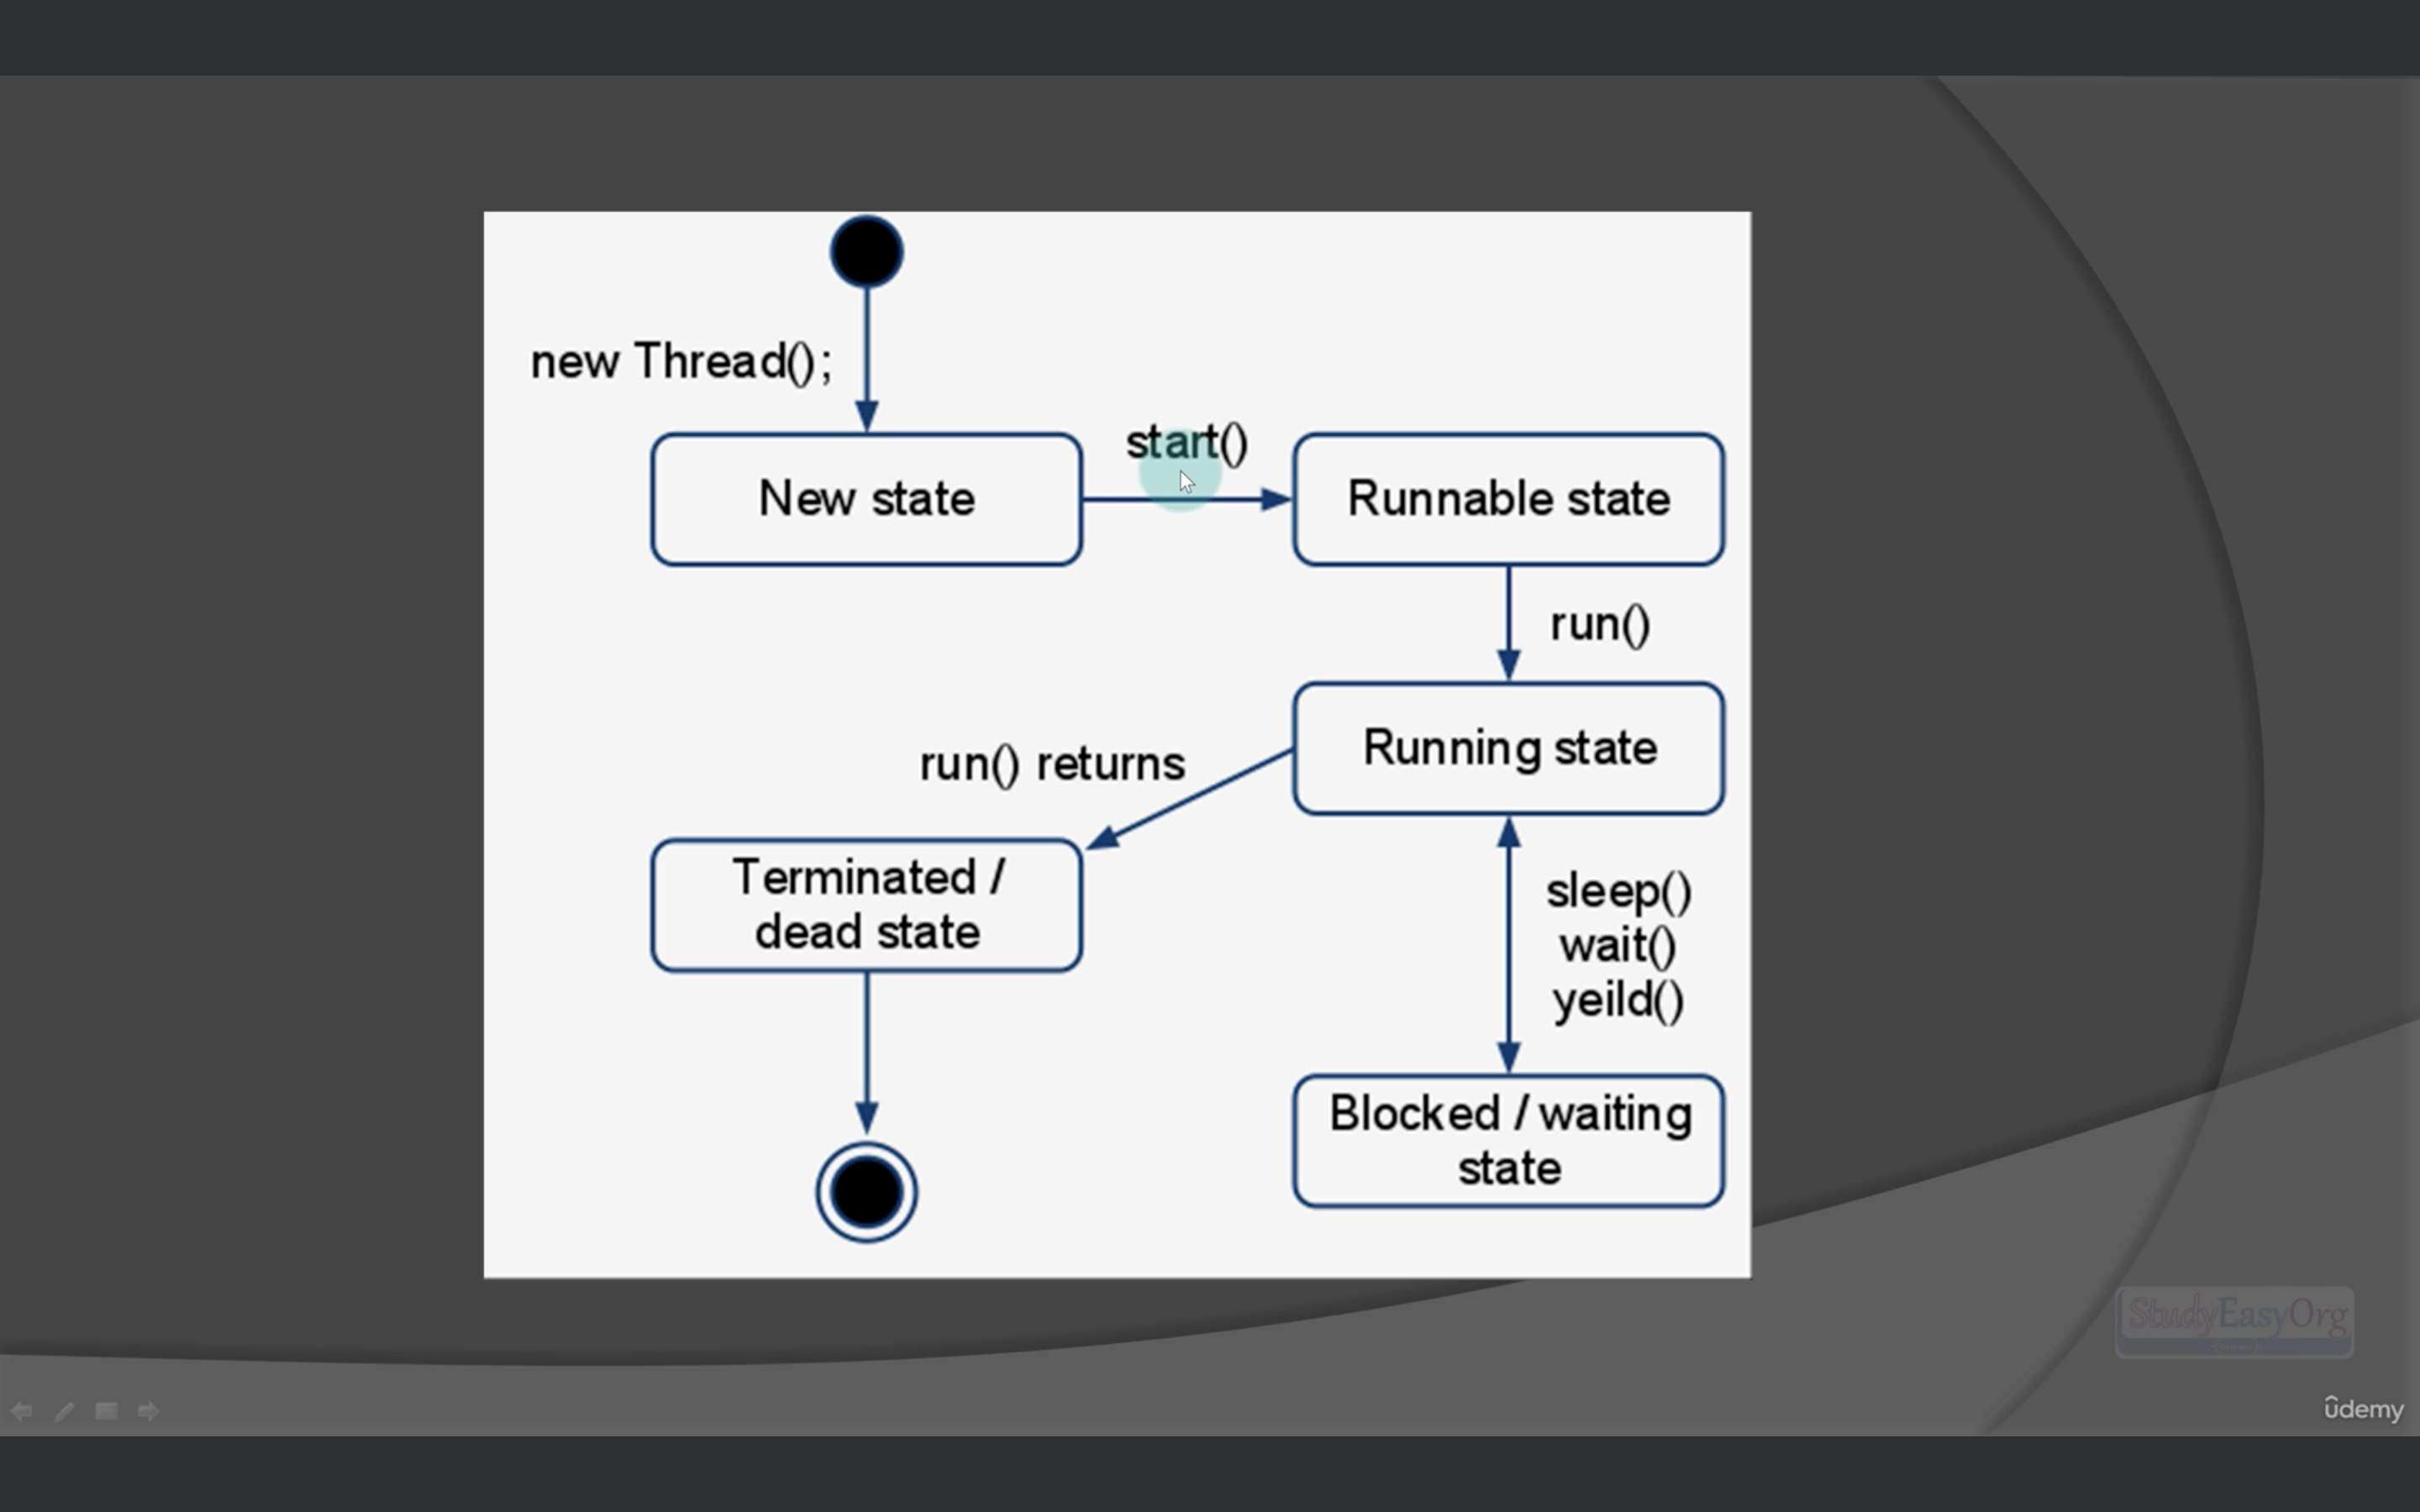 new Thread();
start()
New state
Runnable state
run()
Running state
run() returns
Terminated /
dead state
sleep()
wait()
yeild()
Blocked / waiting
state
StudyEasyOrg
ûdemy